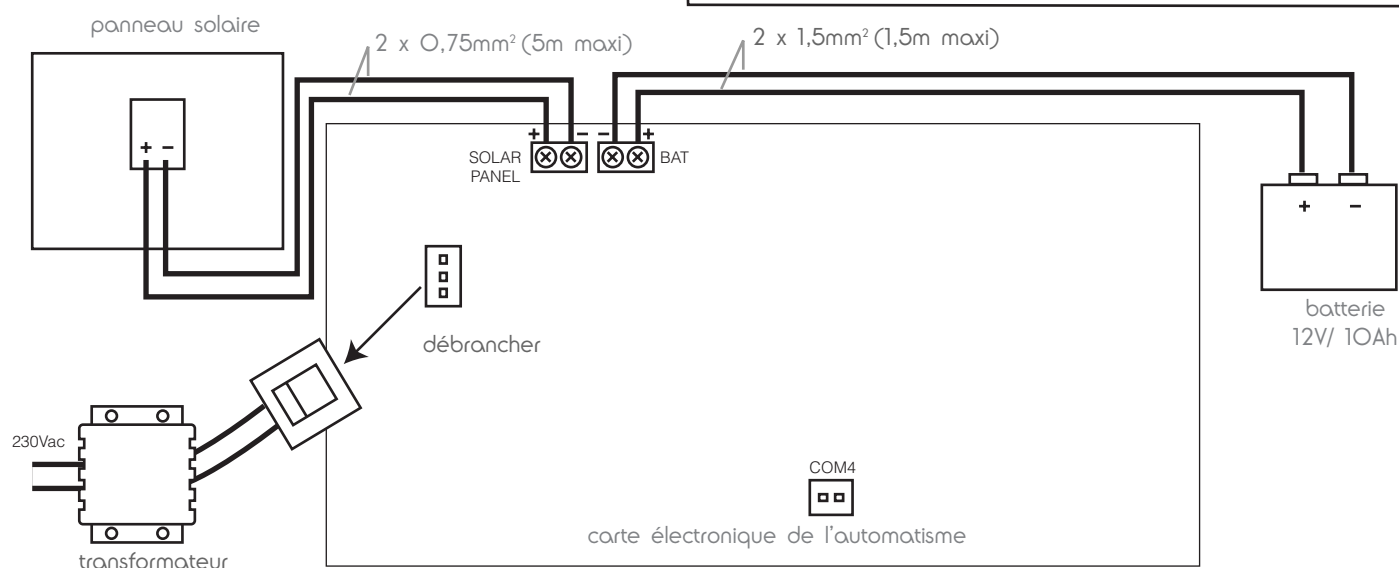 panneau solaire
2 x 0,75mm² (5m maxi)
2 x 1,5mm² (1,5m maxi)
+ − − +
SOLAR
PANEL
BAT
+ −
+ −
débrancher
batterie
12V/ 10Ah
230Vac
COM4
carte électronique de l'automatisme
transformateur